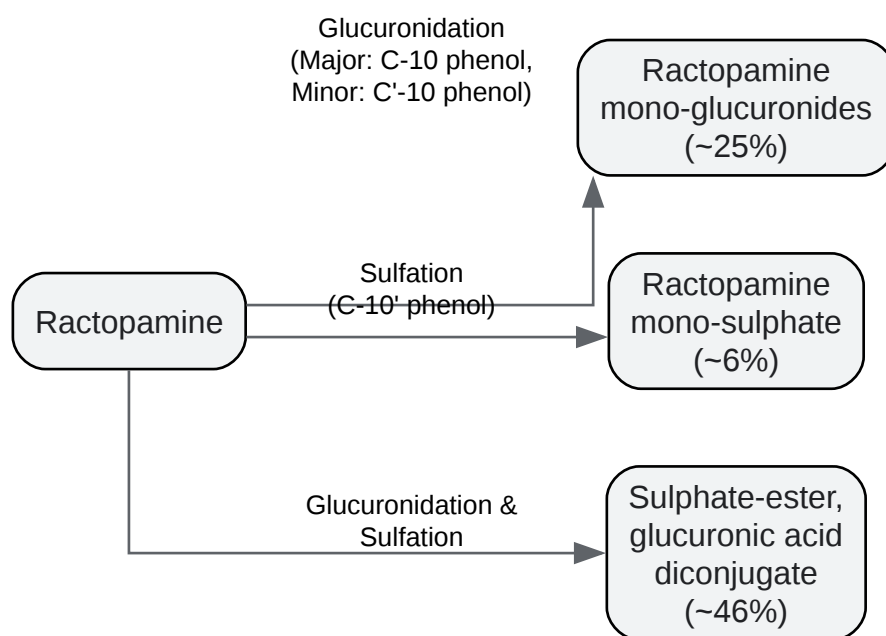 Glucuronidation
(Major: C-10 phenol,
Minor: C'-10 phenol)
Ractopamine
mono-glucuronides
(~25%)
Sulfation
(C-10' phenol)
Ractopamine
Ractopamine
mono-sulphate
(~6%)
Glucuronidation &
Sulfation
Sulphate-ester,
glucuronic acid
diconjugate
(~46%)